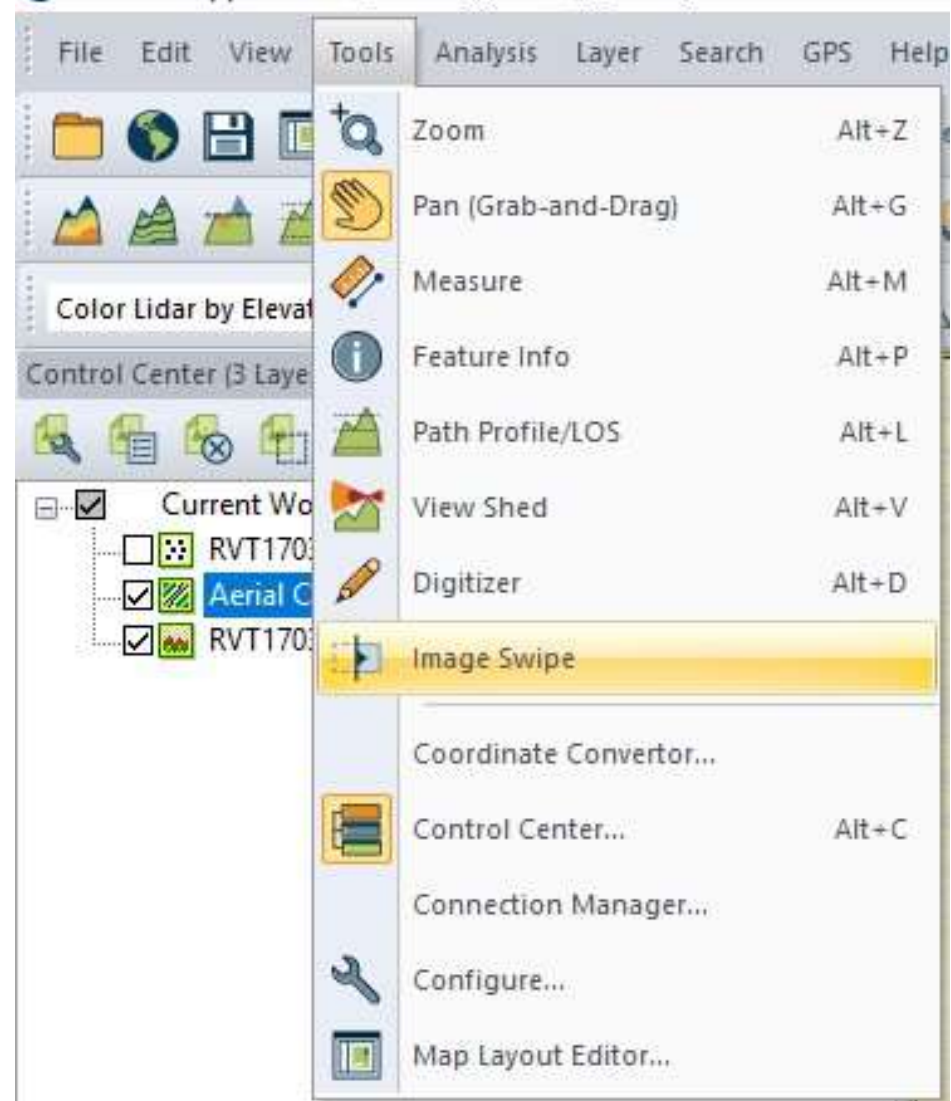 File Edit View Tools Analysis Layer Search GPS Help
Zoom Alt+Z
Pan (Grab-and-Drag) Alt+G
Measure Alt+M
Color Lidar by Elevat
Feature Info Alt+P
Control Center (3 Laye
Path Profile/LOS Alt+L
View Shed Alt+V
Current Wo
RVT1703
Digitizer Alt+D
Aerial C
RVT1703
Image Swipe
Coordinate Convertor...
Control Center... Alt+C
Connection Manager...
Configure...
Map Layout Editor...